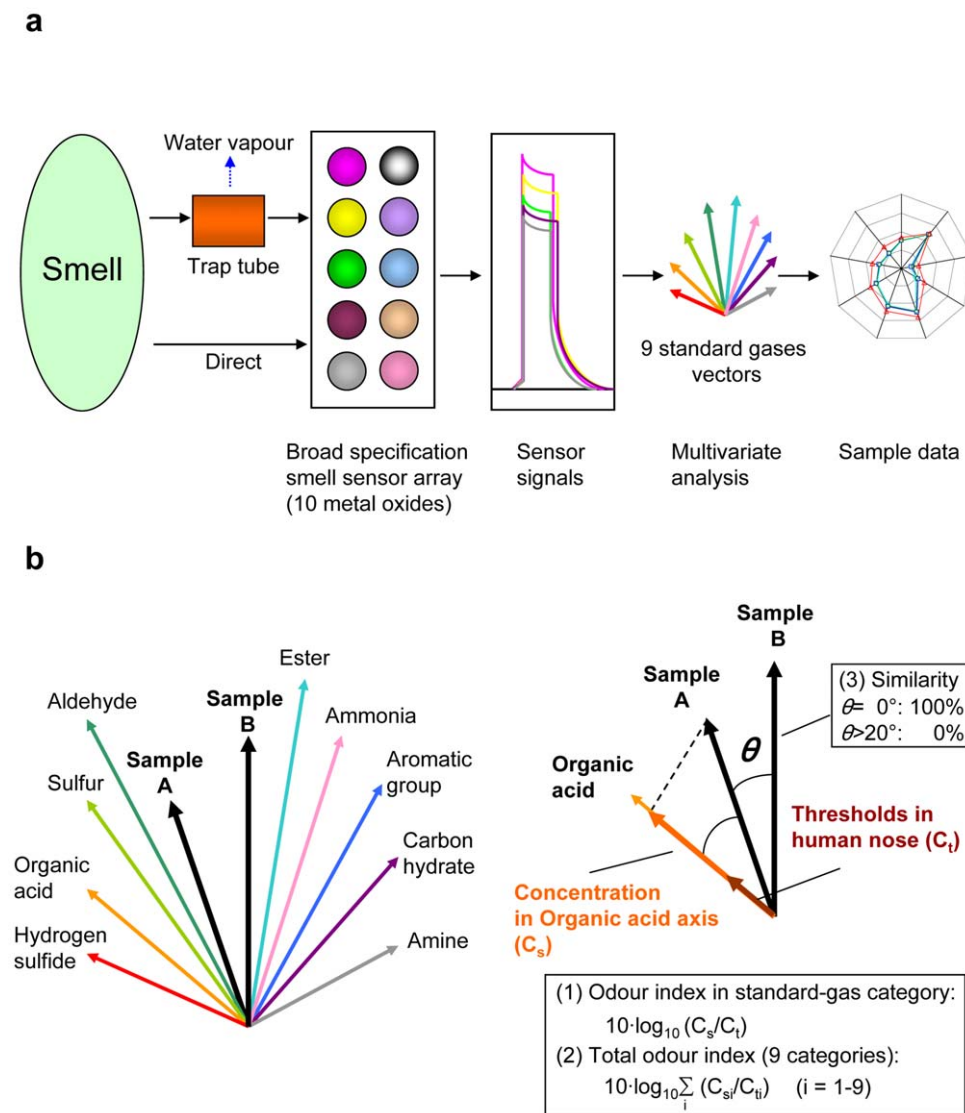 a
Water vapour
Smell
Trap tube
Direct
9 standard gases
vectors
Broad specification
smell sensor array
(10 metal oxides)
Sensor
signals
Multivariate
analysis
Sample data
b
Ester
Aldehyde
Sample
B
Ammonia
Sample
A
Sulfur
Aromatic
group
Organic
acid
Carbon
hydrate
Hydrogen
sulfide
Amine
Sample
B
Sample
A
(3) Similarity
θ= 0°: 100%
θ>20°: 0%
θ
Organic
acid
Thresholds in
human nose (Cₜ)
Concentration
in Organic acid axis
(Cₛ)
(1) Odour index in standard-gas category:
10·log₁₀ (Cₛ/Cₜ)
(2) Total odour index (9 categories):
10·log₁₀∑ (Cₛᵢ/Cₜᵢ) (i = 1-9)
i